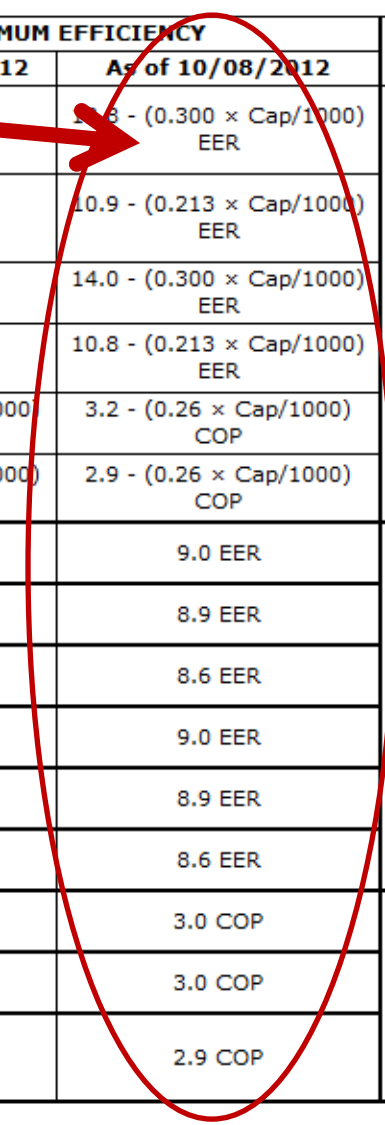 MUM EFFICIENCY
12 As of 10/08/2012
.8 - (0.300 × Cap/1000)
EER
10.9 - (0.213 × Cap/1000)
EER
14.0 - (0.300 × Cap/1000)
EER
10.8 - (0.213 × Cap/1000)
EER
000) 3.2 - (0.26 × Cap/1000)
COP
000) 2.9 - (0.26 × Cap/1000)
COP
9.0 EER
8.9 EER
8.6 EER
9.0 EER
8.9 EER
8.6 EER
3.0 COP
3.0 COP
2.9 COP